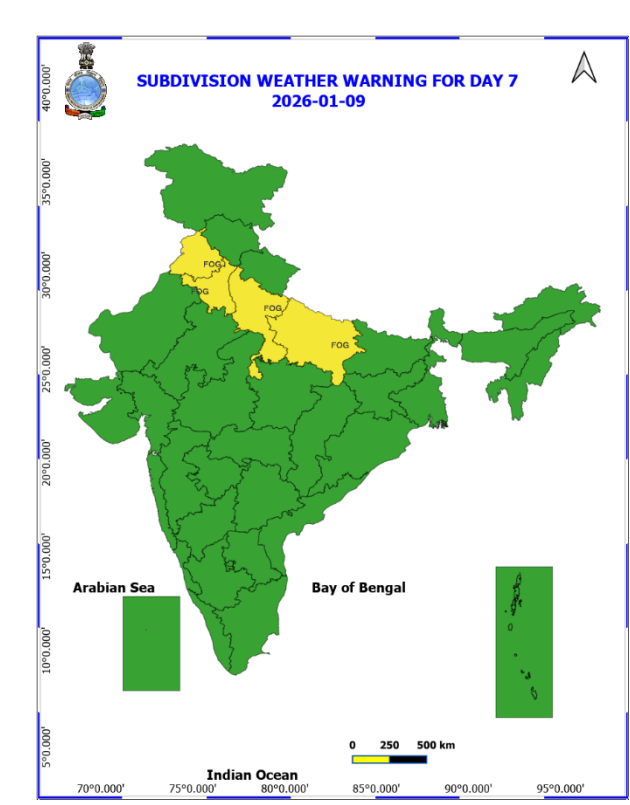 SUBDIVISION WEATHER WARNING FOR DAY 7
2026-01-09
40°0.000'
35°0.000'
30°0.000'
25°0.000'
20°0.000'
15°0.000'
10°0.000'
5°0.000'
FOG
FOG
FOG
FOG
Arabian Sea
Bay of Bengal
0 250 500 km
Indian Ocean
70°0.000' 75°0.000' 80°0.000' 85°0.000' 90°0.000' 95°0.000'